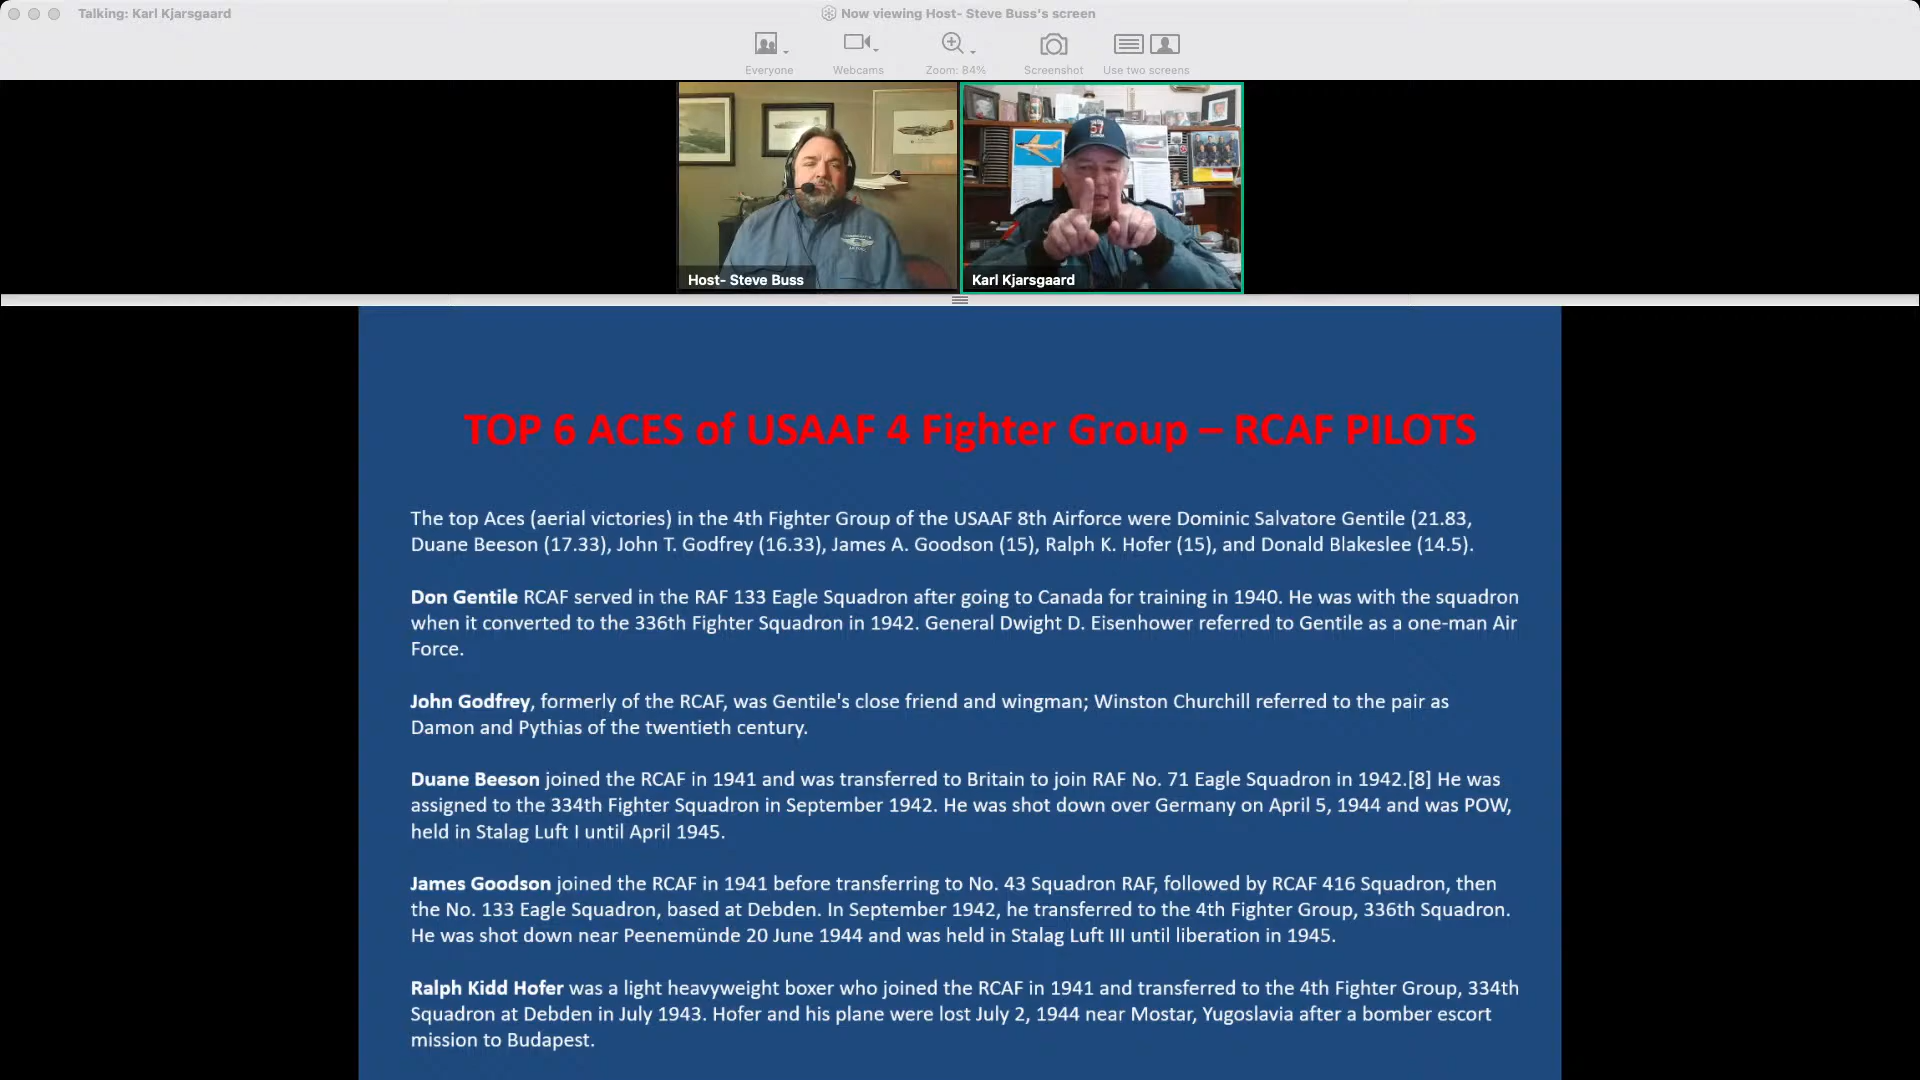 Talking: Karl Kjarsgaard
Now viewing Host- Steve Buss's screen
Everyone
Webcams
Zoom: 84%
Screenshot
Use two screens
57
Host- Steve Buss
Karl Kjarsgaard
TOP 6 ACES of USAAF 4 Fighter Group – RCAF PILOTS
The top Aces (aerial victories) in the 4th Fighter Group of the USAAF 8th Airforce were Dominic Salvatore Gentile (21.83,
Duane Beeson (17.33), John T. Godfrey (16.33), James A. Goodson (15), Ralph K. Hofer (15), and Donald Blakeslee (14.5).
Don Gentile RCAF served in the RAF 133 Eagle Squadron after going to Canada for training in 1940. He was with the squadron
when it converted to the 336th Fighter Squadron in 1942. General Dwight D. Eisenhower referred to Gentile as a one-man Air
Force.
John Godfrey, formerly of the RCAF, was Gentile's close friend and wingman; Winston Churchill referred to the pair as
Damon and Pythias of the twentieth century.
Duane Beeson joined the RCAF in 1941 and was transferred to Britain to join RAF No. 71 Eagle Squadron in 1942.[8] He was
assigned to the 334th Fighter Squadron in September 1942. He was shot down over Germany on April 5, 1944 and was POW,
held in Stalag Luft I until April 1945.
James Goodson joined the RCAF in 1941 before transferring to No. 43 Squadron RAF, followed by RCAF 416 Squadron, then
the No. 133 Eagle Squadron, based at Debden. In September 1942, he transferred to the 4th Fighter Group, 336th Squadron.
He was shot down near Peenemünde 20 June 1944 and was held in Stalag Luft III until liberation in 1945.
Ralph Kidd Hofer was a light heavyweight boxer who joined the RCAF in 1941 and transferred to the 4th Fighter Group, 334th
Squadron at Debden in July 1943. Hofer and his plane were lost July 2, 1944 near Mostar, Yugoslavia after a bomber escort
mission to Budapest.